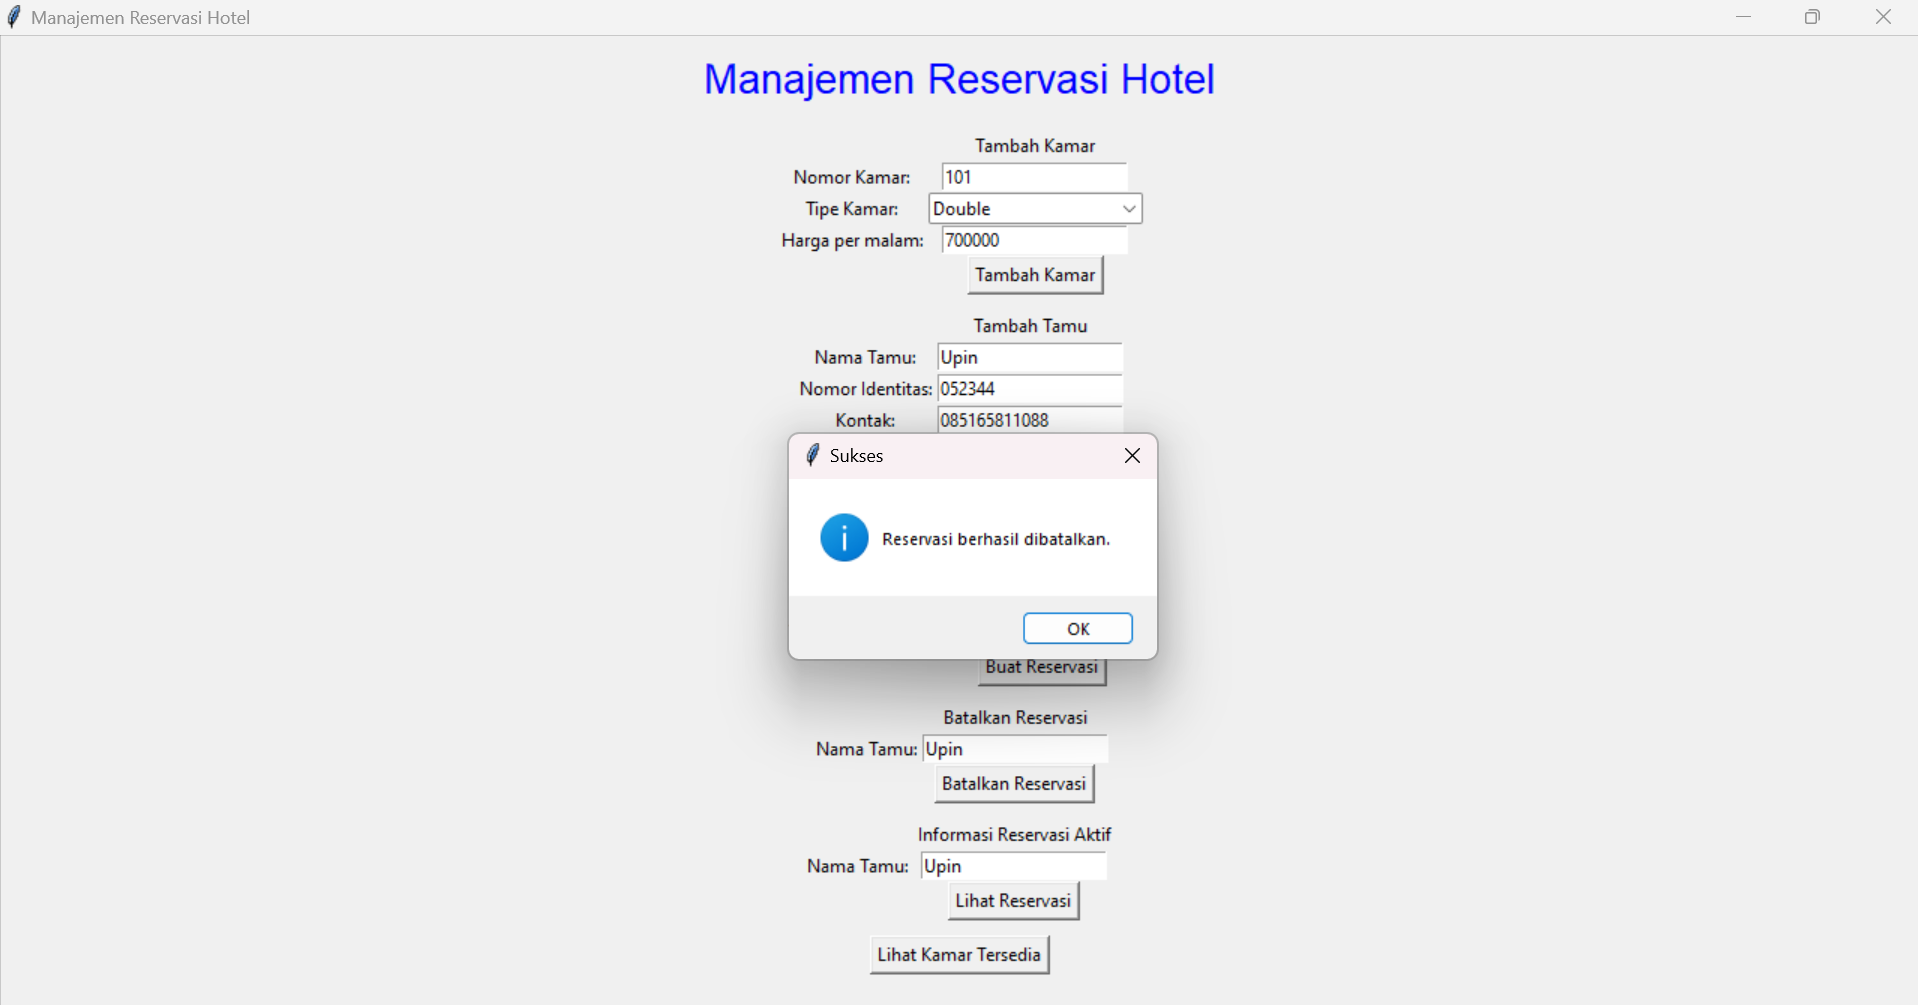 Manajemen Reservasi Hotel
Manajemen Reservasi Hotel
Tambah Kamar
Nomor Kamar: 101
Tipe Kamar: Double
Harga per malam: 700000
Tambah Kamar
Tambah Tamu
Nama Tamu: Upin
Nomor Identitas: 052344
Kontak: 085165811088
Sukses
Reservasi berhasil dibatalkan.
OK
Buat Reservasi
Batalkan Reservasi
Nama Tamu: Upin
Batalkan Reservasi
Informasi Reservasi Aktif
Nama Tamu: Upin
Lihat Reservasi
Lihat Kamar Tersedia